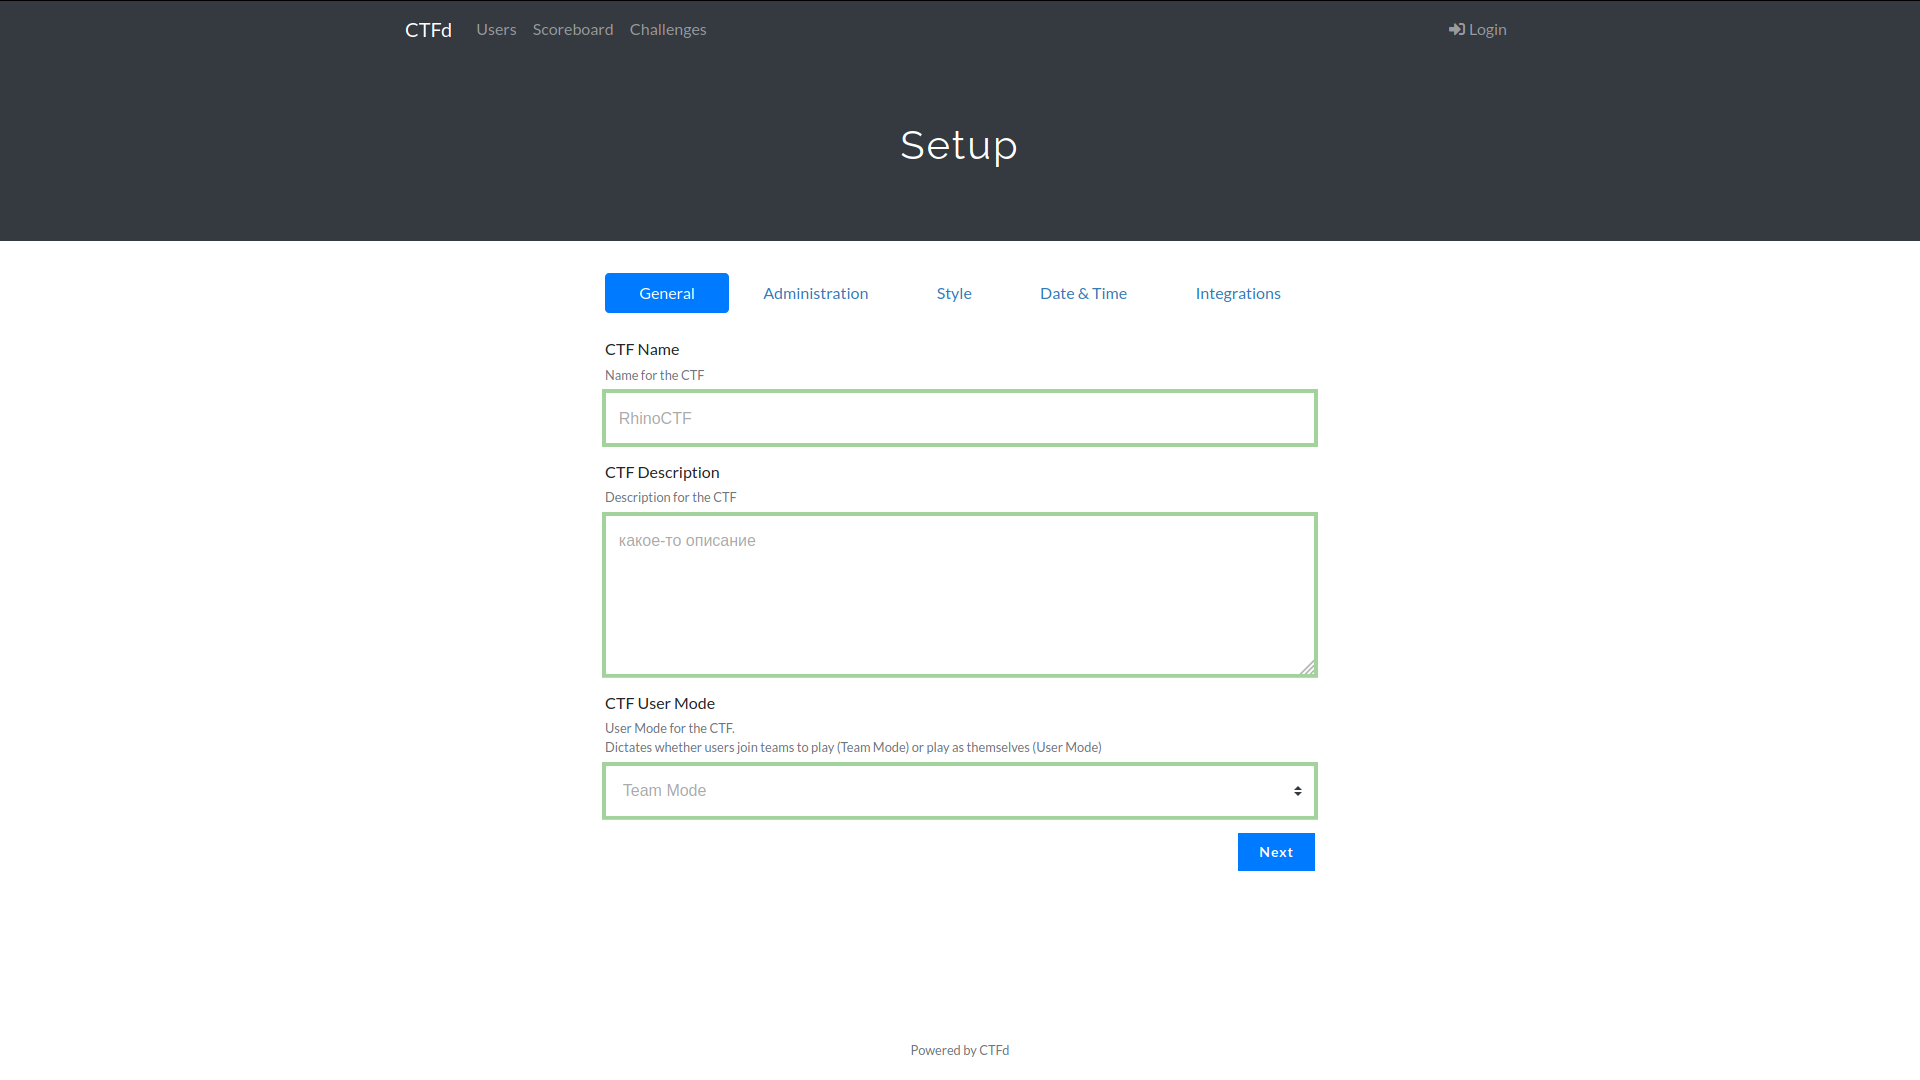 CTFd Users Scoreboard Challenges Login
Setup
General Administration Style Date & Time Integrations
CTF Name
Name for the CTF
RhinoCTF
CTF Description
Description for the CTF
какое-то описание
CTF User Mode
User Mode for the CTF.
Dictates whether users join teams to play (Team Mode) or play as themselves (User Mode)
Team Mode
Next
Powered by CTFd